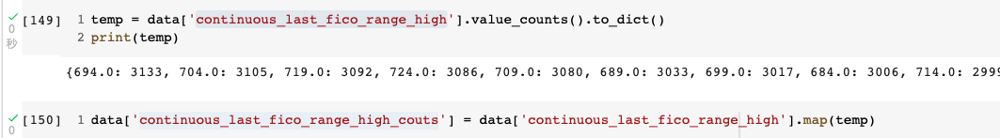 [149] 1 temp = data['continuous_last_fico_range_high'].value_counts().to_dict()
0
秒 2 print(temp)
{694.0: 3133, 704.0: 3105, 719.0: 3092, 724.0: 3086, 709.0: 3080, 689.0: 3033, 699.0: 3017, 684.0: 3006, 714.0: 2999
[150] 1 data['continuous_last_fico_range_high_couts'] = data['continuous_last_fico_range_high'].map(temp)
0